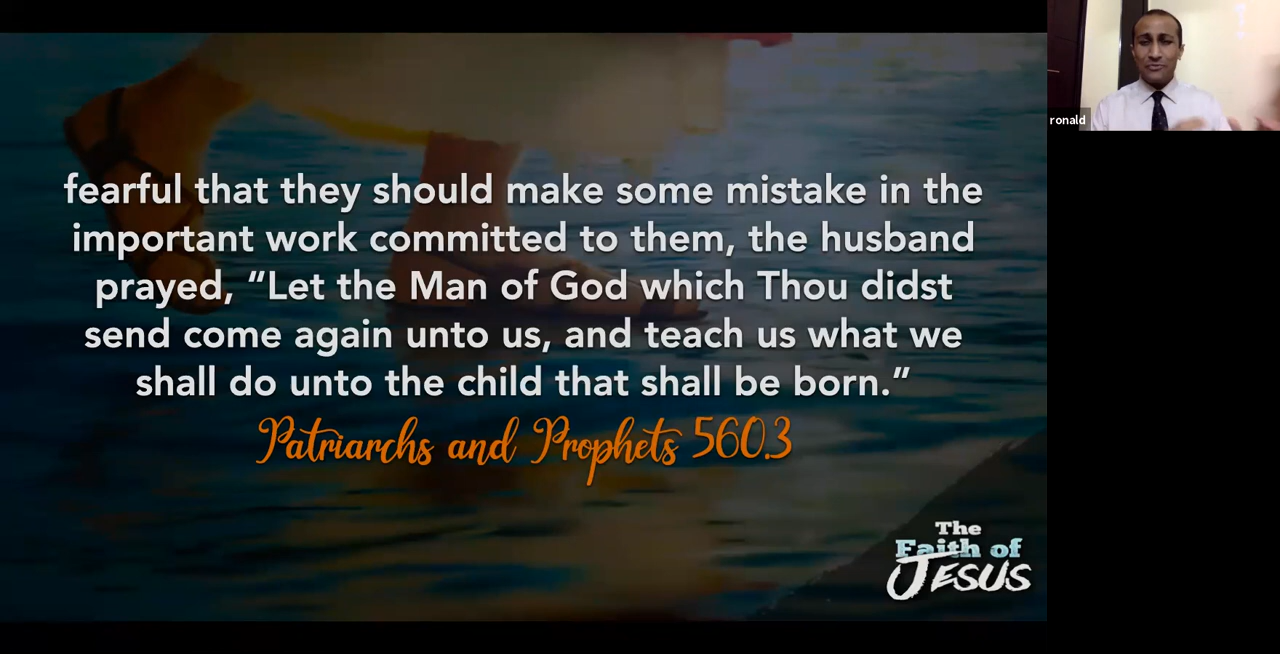 fearful that they should make some mistake in the
important work committed to them, the husband
prayed, “Let the Man of God which Thou didst
send come again unto us, and teach us what we
shall do unto the child that shall be born.”
Patriarchs and Prophets 560.3
The
Faith of
JESUS
ronald